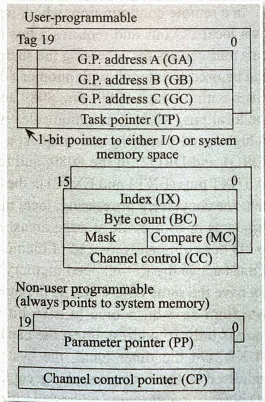 User-programmable
Tag 19 0
G.P. address A (GA)
G.P. address B (GB)
G.P. address C (GC)
Task pointer (TP)
1-bit pointer to either I/O or system
memory space
15 0
Index (IX)
Byte count (BC)
Mask Compare (MC)
Channel control (CC)
Non-user programmable
(always points to system memory)
19 0
Parameter pointer (PP)
Channel control pointer (CP)